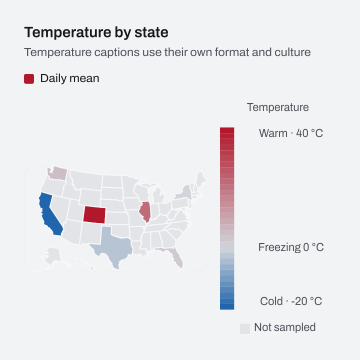 Temperature by state
Temperature captions use their own format and culture
Daily mean
Temperature
Warm · 40 °C
Freezing 0 °C
Cold · -20 °C
Not sampled